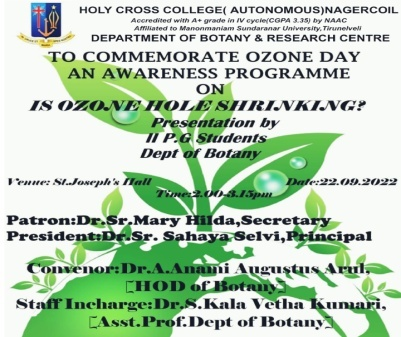 HOLY CROSS COLLEGE( AUTONOMOUS)NAGERCOIL
Accredited with A+ grade in IV cycle(CGPA 3.35) by NAAC
Affiliated to Manonmaniam Sundaranar University,Tirunelveli
DEPARTMENT OF BOTANY & RESEARCH CENTRE
TO COMMEMORATE OZONE DAY
AN AWARENESS PROGRAMME
ON
IS OZONE HOLE SHRINKING?
Presentation by
II P.G Students
Dept of Botany
Venue: St.Joseph's Hall Date:22.09.2022
Time:2.00-3.15pm
Patron:Dr.Sr.Mary Hilda,Secretary
President:Dr.Sr. Sahaya Selvi,Principal
Convenor:Dr.A.Anami Augustus Arul,
[HOD of Botany]
Staff Incharge:Dr.S.Kala Vetha Kumari,
[Asst.Prof.Dept of Botany]